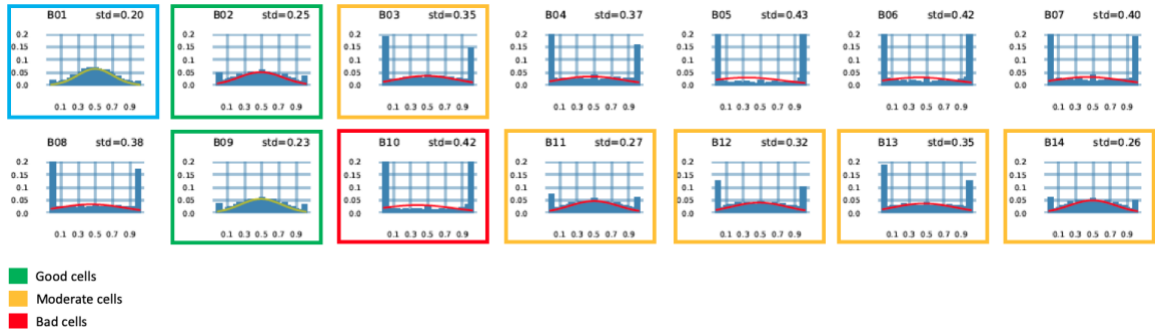 B01 std=0.20 B02 std=0.25 B03 std=0.35 B04 std=0.37 B05 std=0.43 B06 std=0.42 B07 std=0.40
0.2 0.2 0.2 0.2 0.2 0.2 0.2
0.15 0.15 0.15 0.15 0.15 0.15 0.15
0.1 0.1 0.1 0.1 0.1 0.1 0.1
0.05 0.05 0.05 0.05 0.05 0.05 0.05
0.0 0.0 0.0 0.0 0.0 0.0 0.0
0.1 0.3 0.5 0.7 0.9 0.1 0.3 0.5 0.7 0.9 0.1 0.3 0.5 0.7 0.9 0.1 0.3 0.5 0.7 0.9 0.1 0.3 0.5 0.7 0.9 0.1 0.3 0.5 0.7 0.9 0.1 0.3 0.5 0.7 0.9
B08 std=0.38 B09 std=0.23 B10 std=0.42 B11 std=0.27 B12 std=0.32 B13 std=0.35 B14 std=0.26
0.2 0.2 0.2 0.2 0.2 0.2 0.2
0.15 0.15 0.15 0.15 0.15 0.15 0.15
0.1 0.1 0.1 0.1 0.1 0.1 0.1
0.05 0.05 0.05 0.05 0.05 0.05 0.05
0.0 0.0 0.0 0.0 0.0 0.0 0.0
0.1 0.3 0.5 0.7 0.9 0.1 0.3 0.5 0.7 0.9 0.1 0.3 0.5 0.7 0.9 0.1 0.3 0.5 0.7 0.9 0.1 0.3 0.5 0.7 0.9 0.1 0.3 0.5 0.7 0.9 0.1 0.3 0.5 0.7 0.9
Good cells
Moderate cells
Bad cells